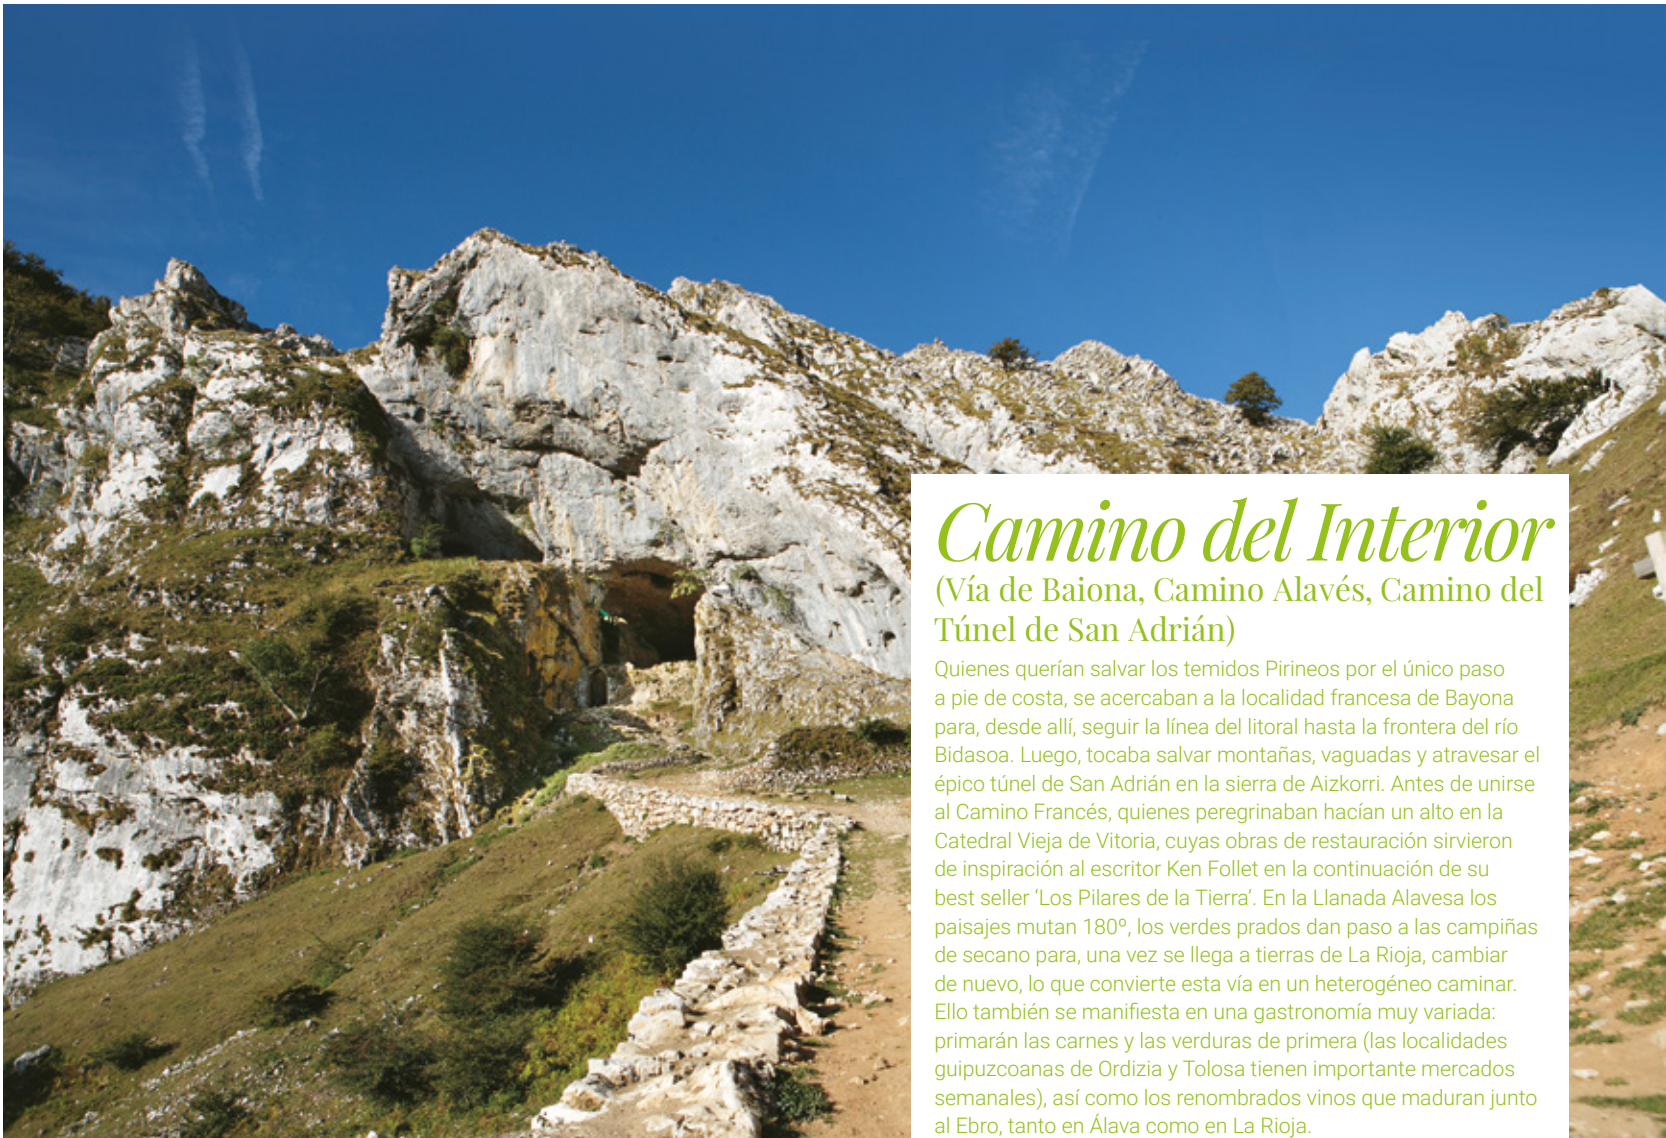 Camino del Interior
(Vía de Baiona, Camino Alavés, Camino del
Túnel de San Adrián)
Quienes querían salvar los temidos Pirineos por el único paso
a pie de costa, se acercaban a la localidad francesa de Bayona
para, desde allí, seguir la línea del litoral hasta la frontera del río
Bidasoa. Luego, tocaba salvar montañas, vaguadas y atravesar el
épico túnel de San Adrián en la sierra de Aizkorri. Antes de unirse
al Camino Francés, quienes peregrinaban hacían un alto en la
Catedral Vieja de Vitoria, cuyas obras de restauración sirvieron
de inspiración al escritor Ken Follet en la continuación de su
best seller ‘Los Pilares de la Tierra’. En la Llanada Alavesa los
paisajes mutan 180º, los verdes prados dan paso a las campiñas
de secano para, una vez se llega a tierras de La Rioja, cambiar
de nuevo, lo que convierte esta vía en un heterogéneo caminar.
Ello también se manifiesta en una gastronomía muy variada:
primarán las carnes y las verduras de primera (las localidades
guipuzcoanas de Ordizia y Tolosa tienen importante mercados
semanales), así como los renombrados vinos que maduran junto
al Ebro, tanto en Álava como en La Rioja.